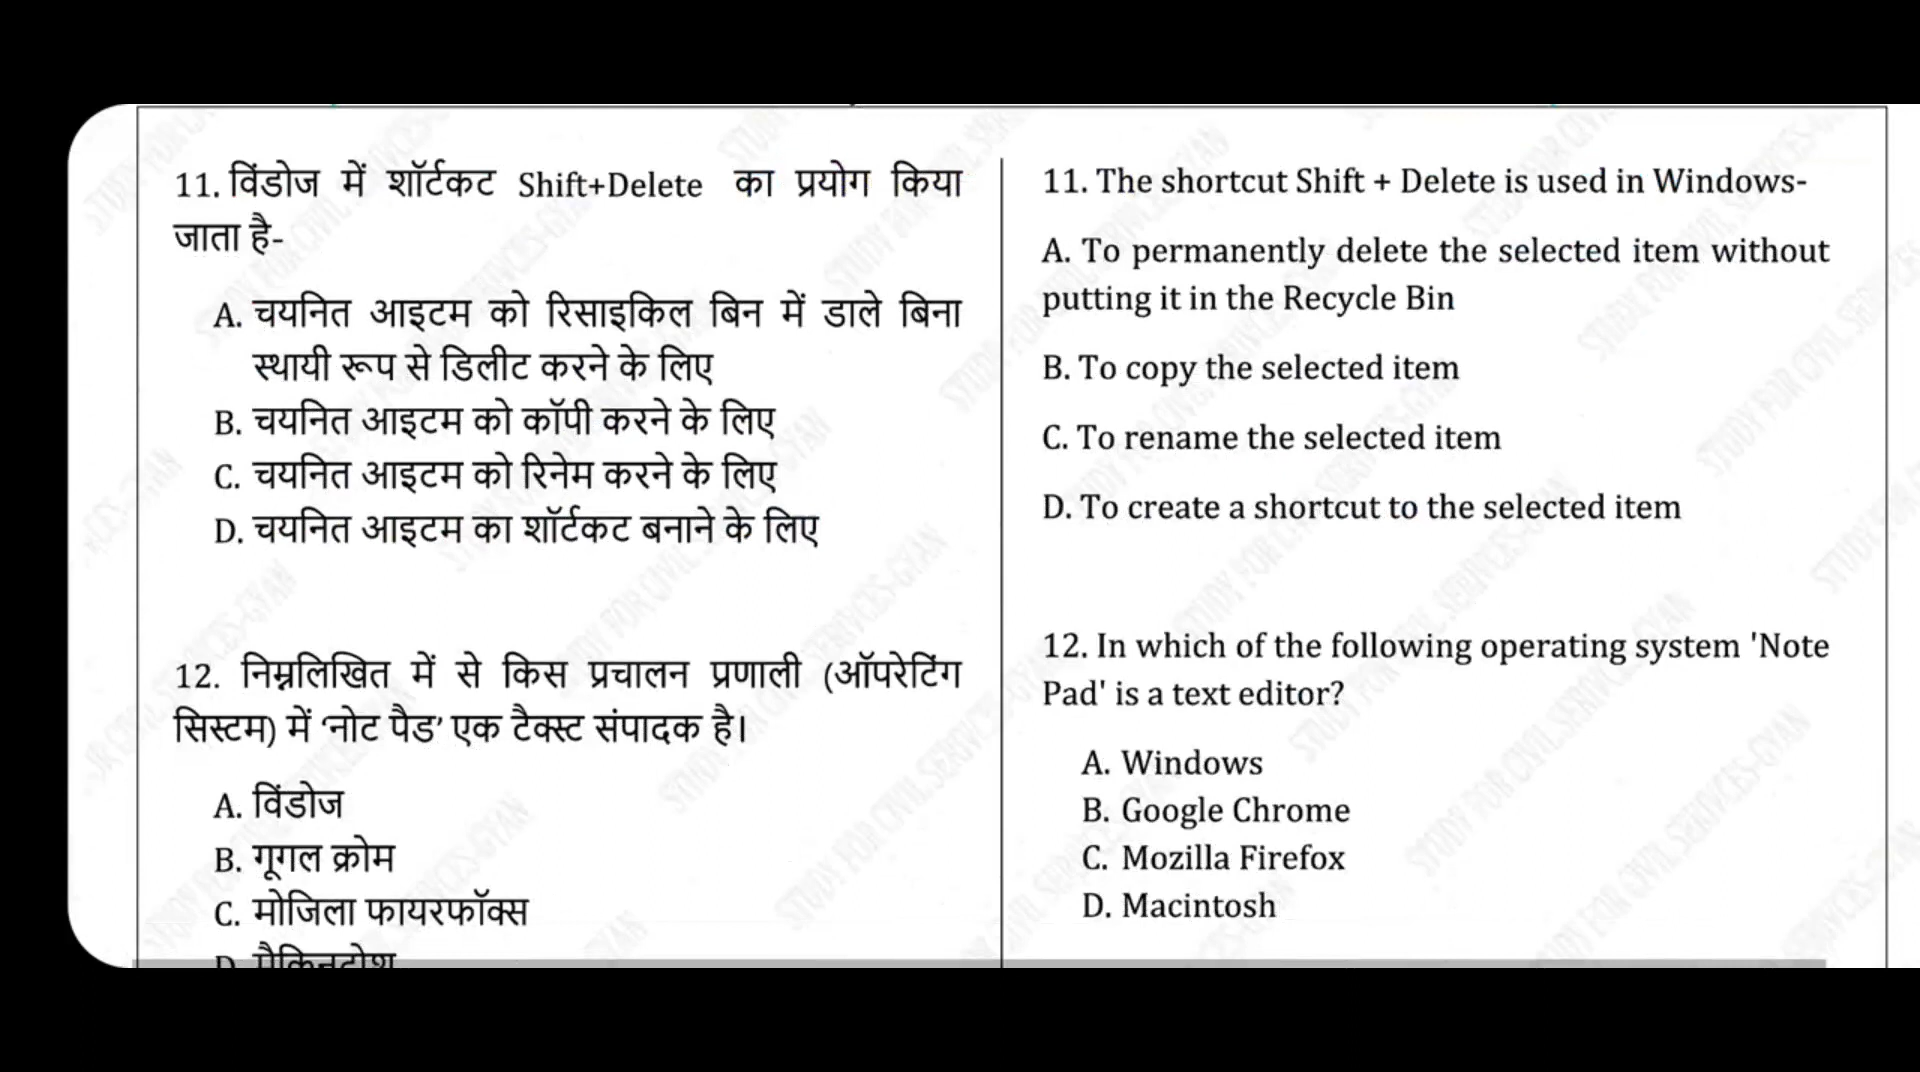 11. विंडोज में शॉर्टकट Shift+Delete का प्रयोग किया
जाता है-
A. चयनित आइटम को रिसाइकिल बिन में डाले बिना
स्थायी रूप से डिलीट करने के लिए
B. चयनित आइटम को कॉपी करने के लिए
C. चयनित आइटम को रिनेम करने के लिए
D. चयनित आइटम का शॉर्टकट बनाने के लिए
12. निम्नलिखित में से किस प्रचालन प्रणाली (ऑपरेटिंग
सिस्टम) में ‘नोट पैड’ एक टैक्स्ट संपादक है।
A. विंडोज
B. गूगल क्रोम
C. मोजिला फायरफॉक्स
D. मैकिनटोश
11. The shortcut Shift + Delete is used in Windows-
A. To permanently delete the selected item without
putting it in the Recycle Bin
B. To copy the selected item
C. To rename the selected item
D. To create a shortcut to the selected item
12. In which of the following operating system 'Note
Pad' is a text editor?
A. Windows
B. Google Chrome
C. Mozilla Firefox
D. Macintosh